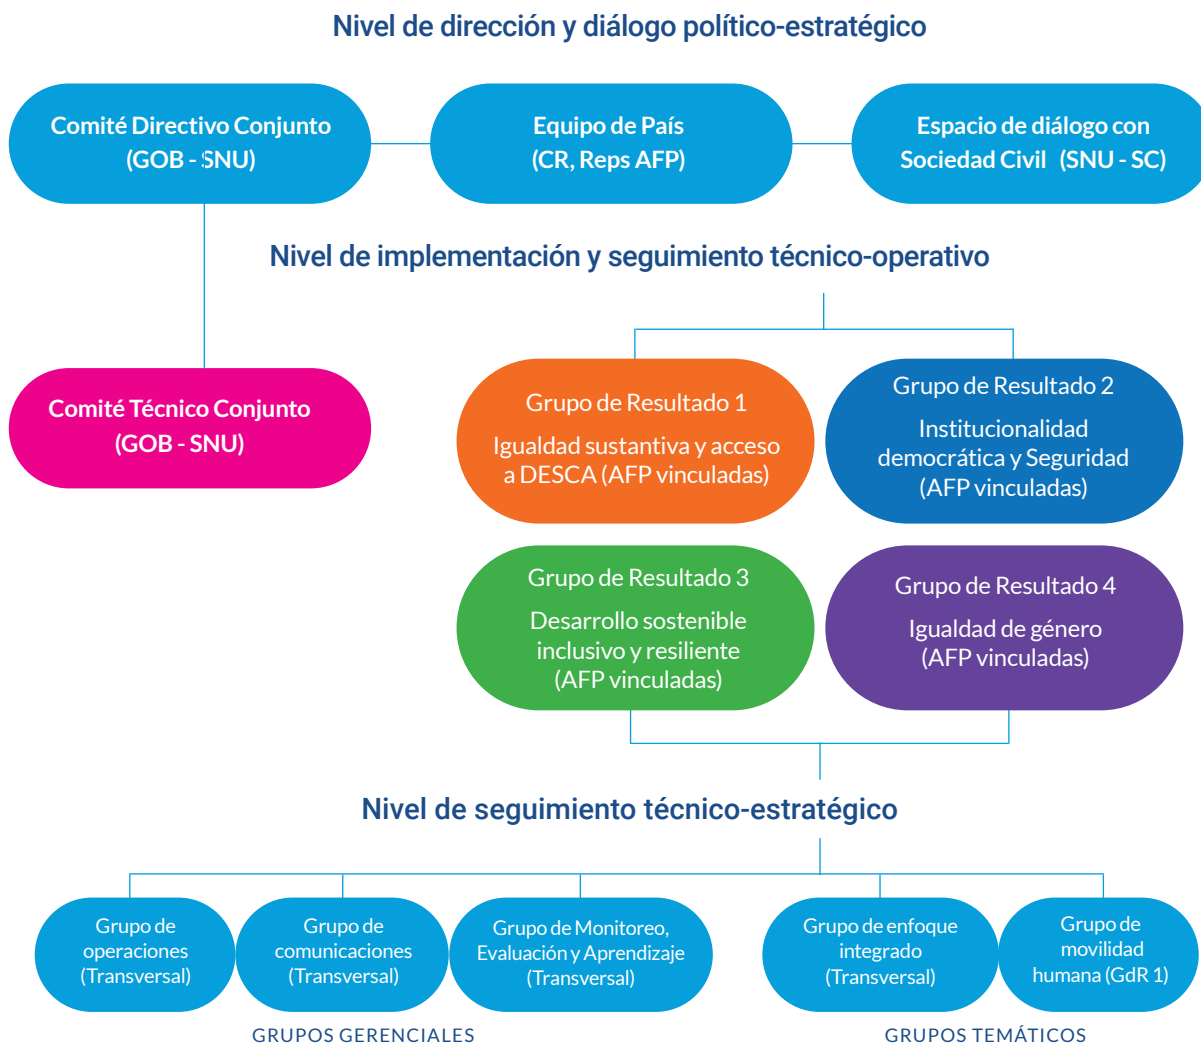 Nivel de dirección y diálogo político-estratégico
Comité Directivo Conjunto
(GOB - SNU)
Equipo de País
(CR, Reps AFP)
Espacio de diálogo con
Sociedad Civil (SNU - SC)
Nivel de implementación y seguimiento técnico-operativo
Comité Técnico Conjunto
(GOB - SNU)
Grupo de Resultado 1
Igualdad sustantiva y acceso
a DESCA (AFP vinculadas)
Grupo de Resultado 2
Institucionalidad
democrática y Seguridad
(AFP vinculadas)
Grupo de Resultado 3
Desarrollo sostenible
inclusivo y resiliente
(AFP vinculadas)
Grupo de Resultado 4
Igualdad de género
(AFP vinculadas)
Nivel de seguimiento técnico-estratégico
Grupo de
operaciones
(Transversal)
Grupo de
comunicaciones
(Transversal)
Grupo de Monitoreo,
Evaluación y Aprendizaje
(Transversal)
Grupo de enfoque
integrado
(Transversal)
Grupo de
movilidad
humana (GdR 1)
GRUPOS GERENCIALES
GRUPOS TEMÁTICOS